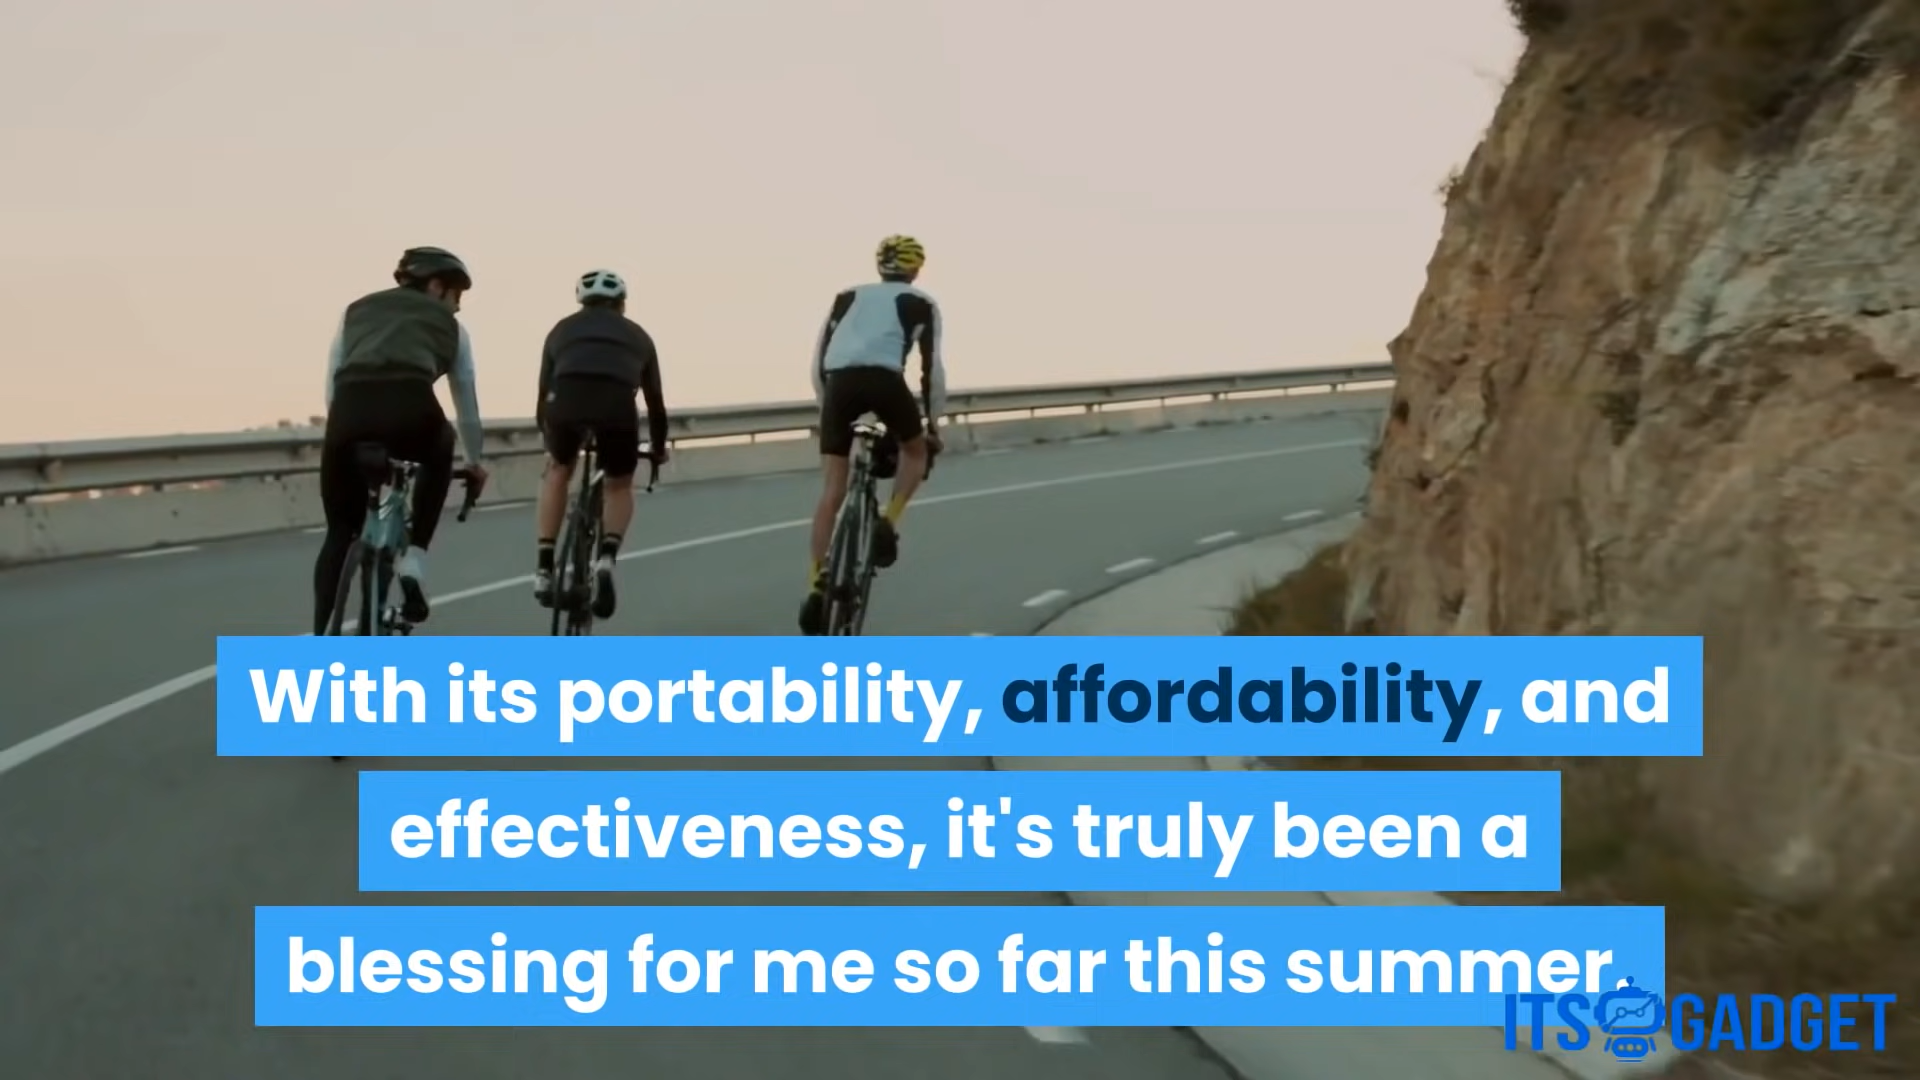 With its portability, affordability, and
effectiveness, it's truly been a
blessing for me so far this summer.
ITS GADGET